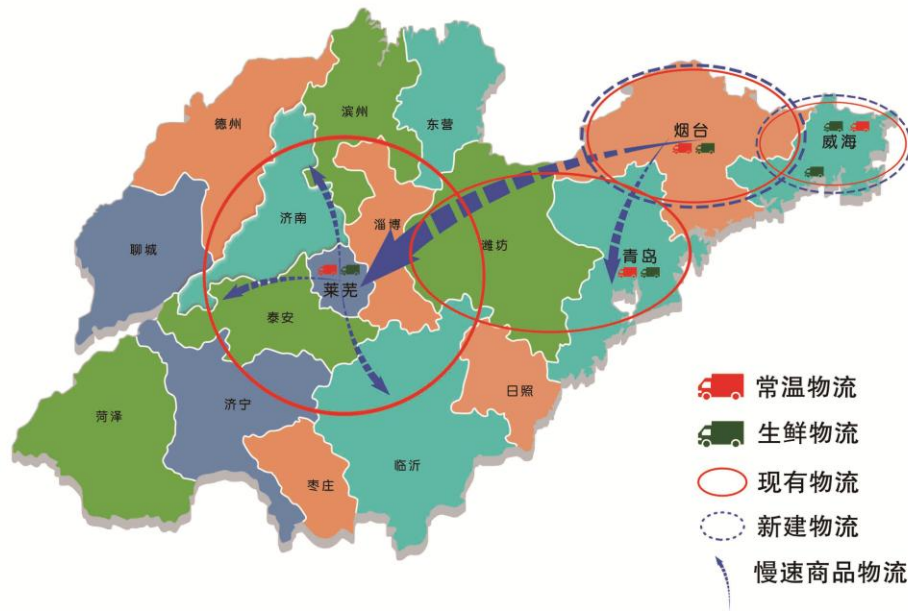 德州
滨州
东营
烟台
威海
聊城
济南
淄博
潍坊
青岛
莱芜
泰安
菏泽
济宁
日照
枣庄
临沂
常温物流
生鲜物流
现有物流
新建物流
慢速商品物流